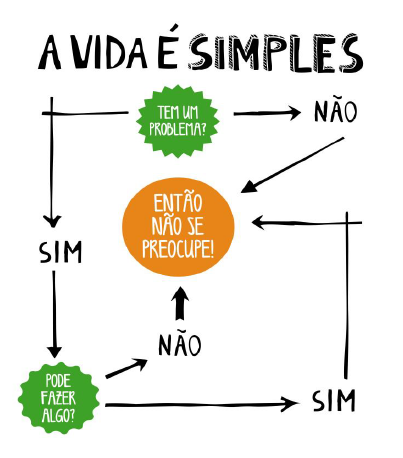 A VIDA É SIMPLES
TEM UM
PROBLEMA?
NÃO
ENTÃO
NÃO SE
PREOCUPE!
SIM
NÃO
PODE
FAZER
ALGO?
SIM